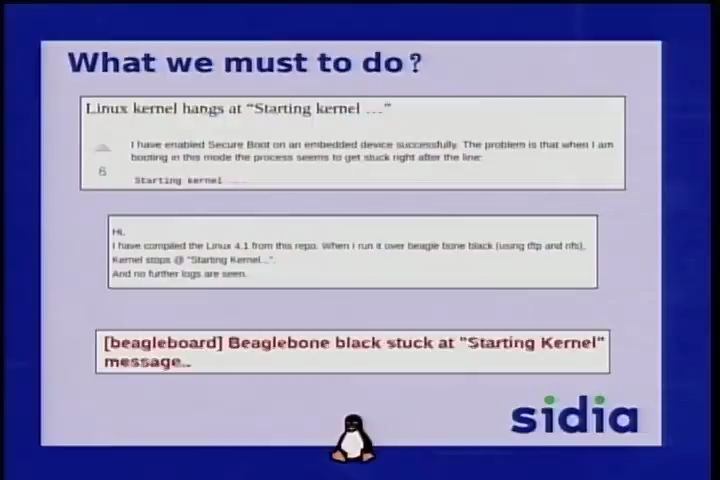 What we must to do?
Linux kernel hangs at "Starting kernel ..."
I have enabled Secure Boot on an embedded device successfully. The problem is that when I am
booting in this mode the process seems to get stuck right after the line:
6
Starting kernel ...
Hi,
I have compiled the Linux 4.1 from this repo. When I run it over beagle bone black (using tftp and nfs),
Kernel stops @ "Starting Kernel...".
And no further logs are seen.
[beagleboard] Beaglebone black stuck at "Starting Kernel"
message..
sidia